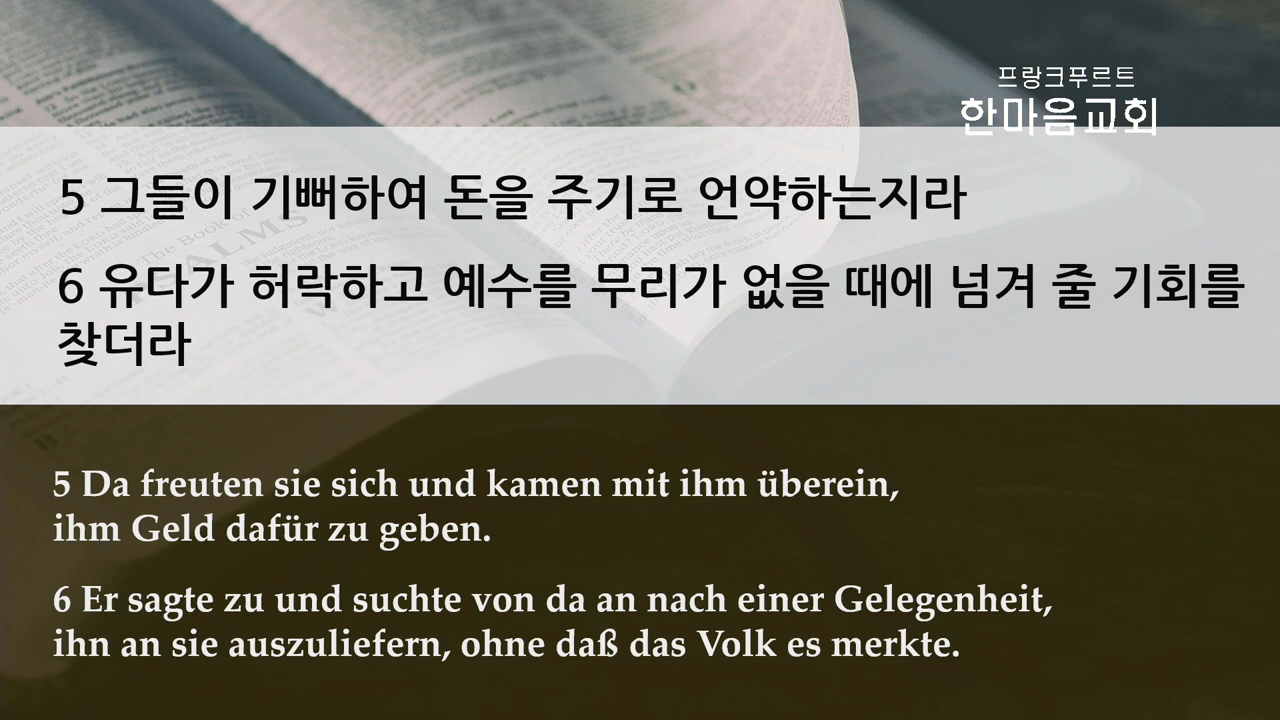 프랑크푸르트
한마음교회
5 그들이 기뻐하여 돈을 주기로 언약하는지라
6 유다가 허락하고 예수를 무리가 없을 때에 넘겨 줄 기회를
찾더라
5 Da freuten sie sich und kamen mit ihm überein,
ihm Geld dafür zu geben.
6 Er sagte zu und suchte von da an nach einer Gelegenheit,
ihn an sie auszuliefern, ohne daß das Volk es merkte.